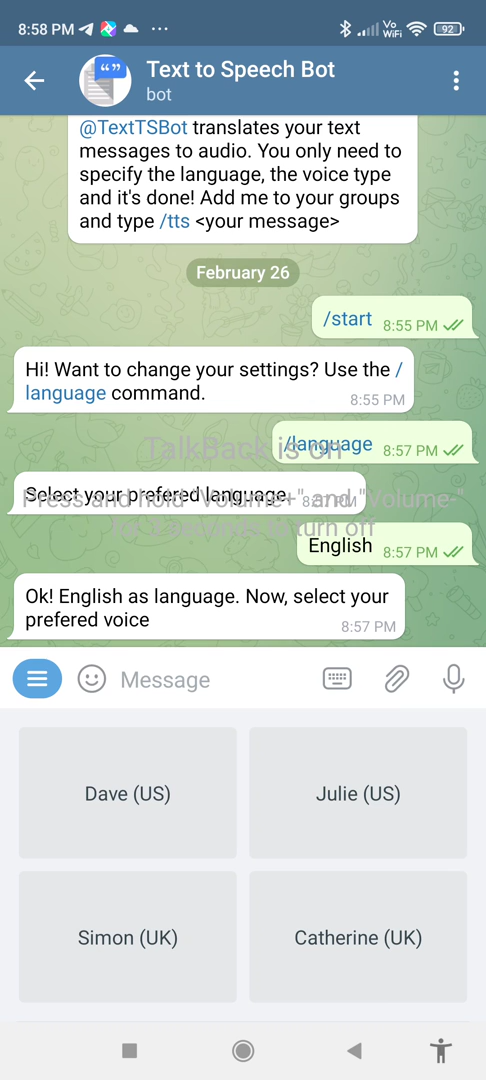 8:58 PM
Vo
WiFi
92
Text to Speech Bot
bot
@TextTSBot translates your text
messages to audio. You only need to
specify the language, the voice type
and it's done! Add me to your groups
and type /tts <your message>
February 26
/start 8:55 PM
Hi! Want to change your settings? Use the /
language command.
8:55 PM
/language 8:57 PM
TalkBack is on
Select your prefered language. 8:57 PM
Press and hold "Volume+" and "Volume-"
for 3 seconds to turn off
English 8:57 PM
Ok! English as language. Now, select your
prefered voice
8:57 PM
Message
Dave (US)
Julie (US)
Simon (UK)
Catherine (UK)